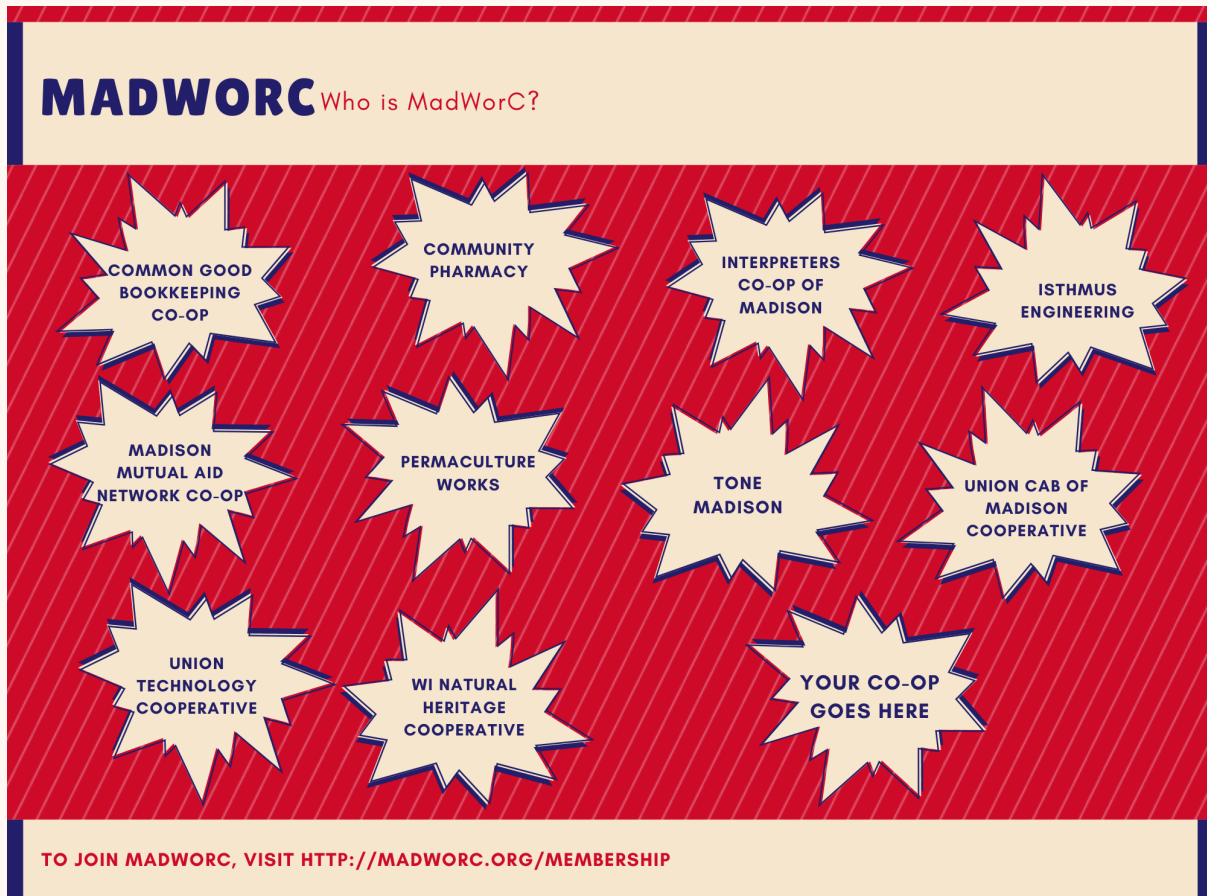 MADWORC Who is MadWorC?
COMMON GOOD
BOOKKEEPING
CO-OP
COMMUNITY
PHARMACY
INTERPRETERS
CO-OP OF
MADISON
ISTHMUS
ENGINEERING
MADISON
MUTUAL AID
NETWORK CO-OP
PERMACULTURE
WORKS
TONE
MADISON
UNION CAB OF
MADISON
COOPERATIVE
UNION
TECHNOLOGY
COOPERATIVE
WI NATURAL
HERITAGE
COOPERATIVE
YOUR CO-OP
GOES HERE
TO JOIN MADWORC, VISIT HTTP://MADWORC.ORG/MEMBERSHIP